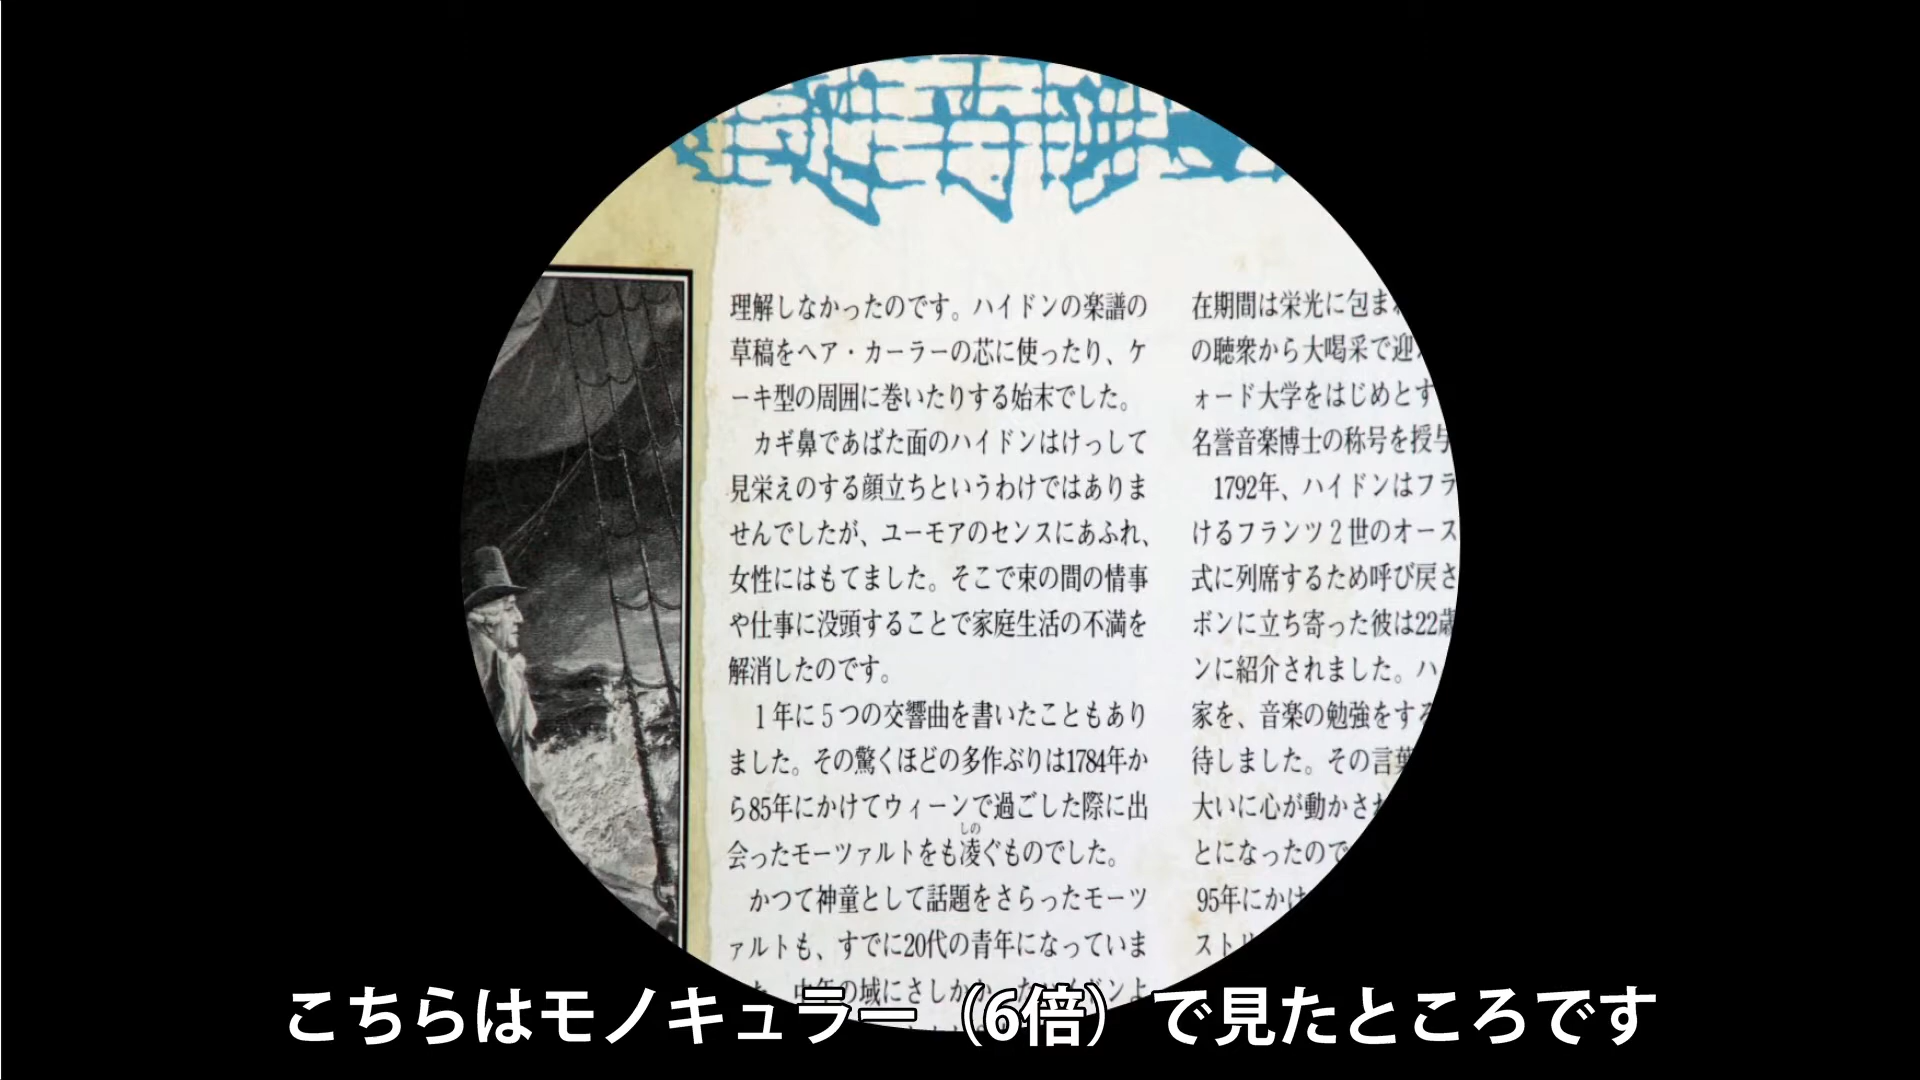 理解しなかったのです。ハイドンの楽譜の
草稿をヘア・カーラーの芯に使ったり、ケ
ーキ型の周囲に巻いたりする始末でした。
カギ鼻であばた面のハイドンはけっして
見栄えのする顔立ちというわけではありま
せんでしたが、ユーモアのセンスにあふれ、
女性にはもてました。そこで束の間の情事
や仕事に没頭することで家庭生活の不満を
解消したのです。
1年に5つの交響曲を書いたこともあり
ました。その驚くほどの多作ぶりは1784年か
ら85年にかけてウィーンで過ごした際に出
しの
会ったモーツァルトをも凌ぐものでした。
かつて神童として話題をさらったモーツ
ァルトも、すでに20代の青年になっていま
の域にさしか
在期間は栄光に包ま
の聴衆から大喝采で迎
ォード大学をはじめとす
名誉音楽博士の称号を授与
1792年、ハイドンはフラ
けるフランツ2世のオース
式に列席するため呼び戻さ
ボンに立ち寄った彼は22歳
ンに紹介されました。ハ
家を、音楽の勉強をする
待しました。その言葉
大いに心が動かさ
とになったので
95年にかけ
スト
こちらはモノキュラー（6倍）で見たところです